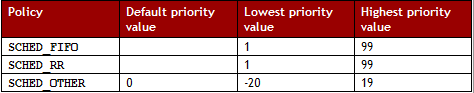 Policy Default priority value Lowest priority value Highest priority value
SCHED_FIFO 1 99
SCHED_RR 1 99
SCHED_OTHER 0 -20 19